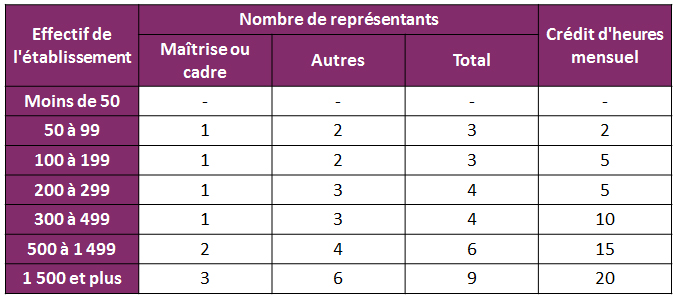 Effectif de l'établissement | Nombre de représentants | Crédit d'heures mensuel
Maîtrise ou cadre | Autres | Total
Moins de 50 | - | - | - | -
50 à 99 | 1 | 2 | 3 | 2
100 à 199 | 1 | 2 | 3 | 5
200 à 299 | 1 | 3 | 4 | 5
300 à 499 | 1 | 3 | 4 | 10
500 à 1 499 | 2 | 4 | 6 | 15
1 500 et plus | 3 | 6 | 9 | 20